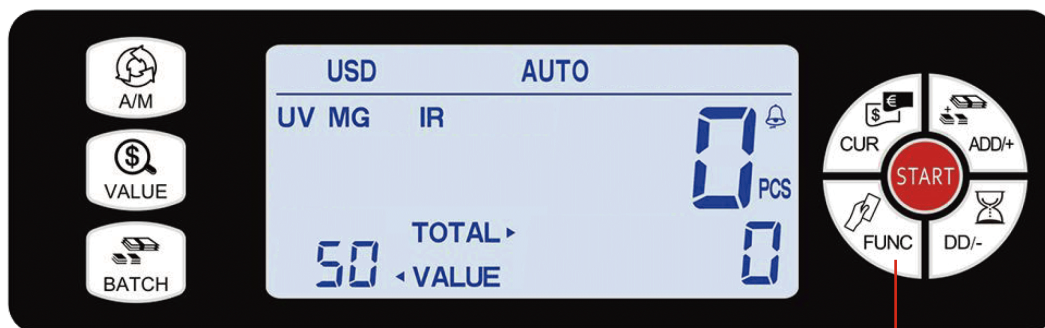 A/M
VALUE
BATCH
USD AUTO
UV MG IR
0 PCS
TOTAL 0
50 VALUE
CUR
ADD/+
START
FUNC
DD/-